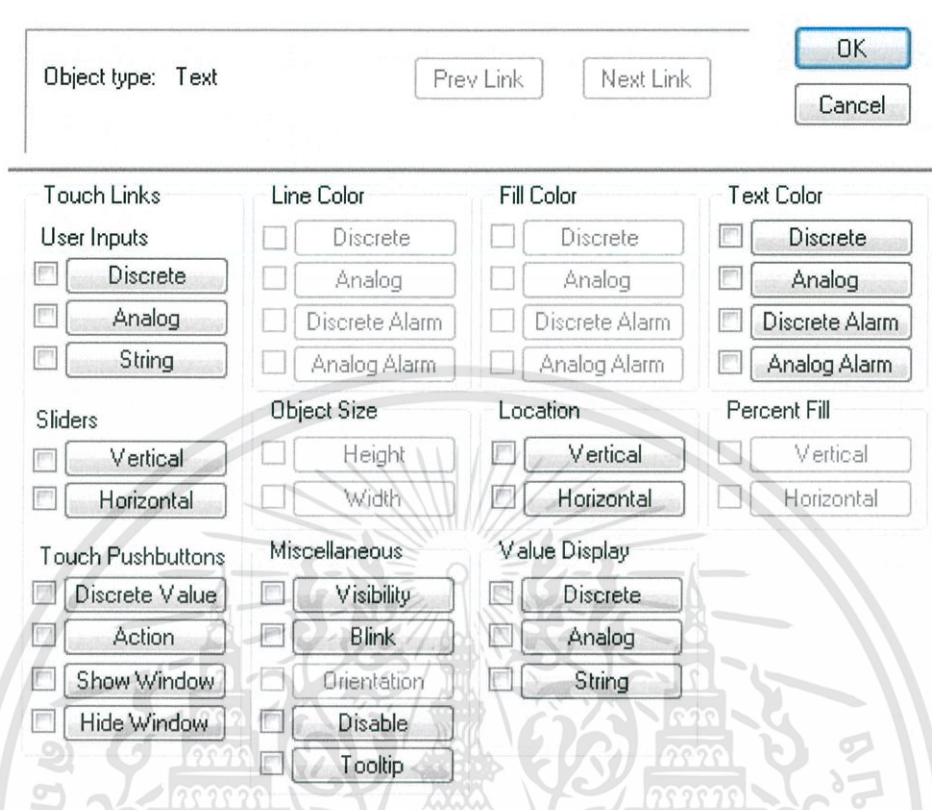 OK
Object type: Text Prev Link Next Link
Cancel
Touch Links Line Color Fill Color Text Color
User Inputs Discrete Discrete Discrete
Discrete Analog Analog Analog
Analog Discrete Alarm Discrete Alarm Discrete Alarm
String Analog Alarm Analog Alarm Analog Alarm
Sliders Object Size Location Percent Fill
Vertical Height Vertical Vertical
Horizontal Width Horizontal Horizontal
Touch Pushbuttons Miscellaneous Value Display
Discrete Value Visibility Discrete
Action Blink Analog
Show Window Orientation String
Hide Window Disable
Tooltip